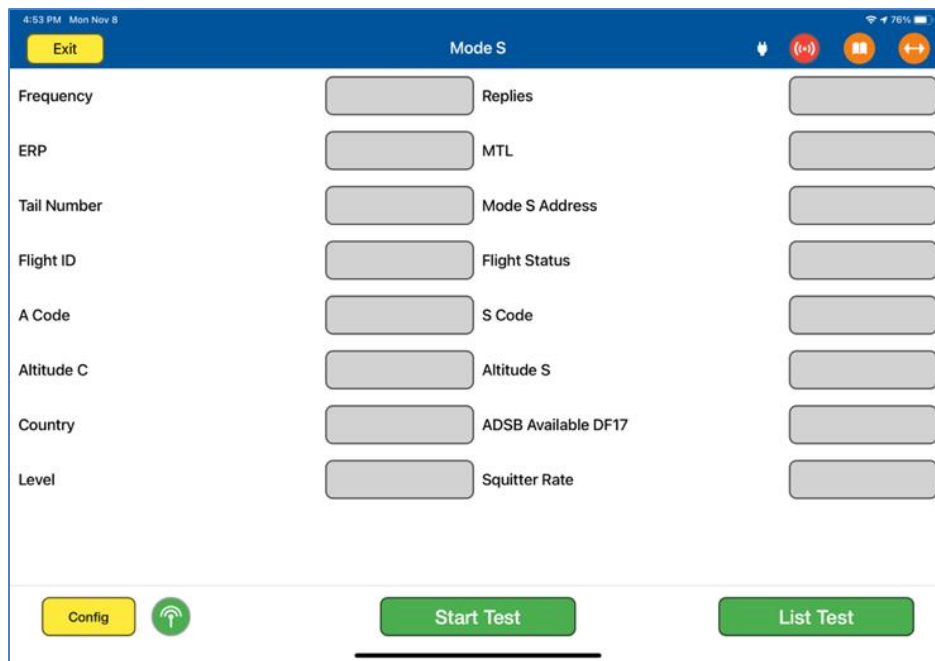 4:53 PM Mon Nov 8
76%
Exit
Mode S
Frequency
Replies
ERP
MTL
Tail Number
Mode S Address
Flight ID
Flight Status
A Code
S Code
Altitude C
Altitude S
Country
ADSB Available DF17
Level
Squitter Rate
Config
Start Test
List Test